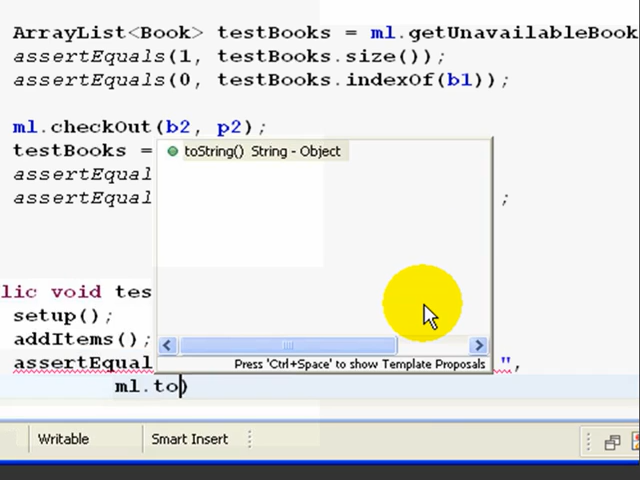 ArrayList<Book> testBooks = ml.getUnavailableBook
assertEquals(1, testBooks.size());
assertEquals(0, testBooks.indexOf(b1));
ml.checkOut(b2, p2);
testBooks =
toString() String - Object
assertEqual
assertEqual ;
lic void tes
setup();
addItems();
assertEqual ",
Press 'Ctrl+Space' to show Template Proposals
ml.to)
Writable Smart Insert